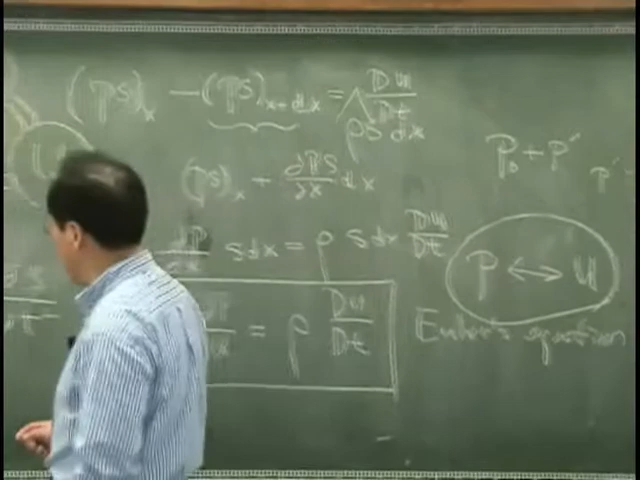 (PS)x − (PS)x+dx = ρS dx Du/Dt
P₀ + P′
P′
(PS)x + ∂PS/∂x dx
S dx = ρ S dx Du/Dt
P ↔ u
= ρ Du/Dt
Euler's equation